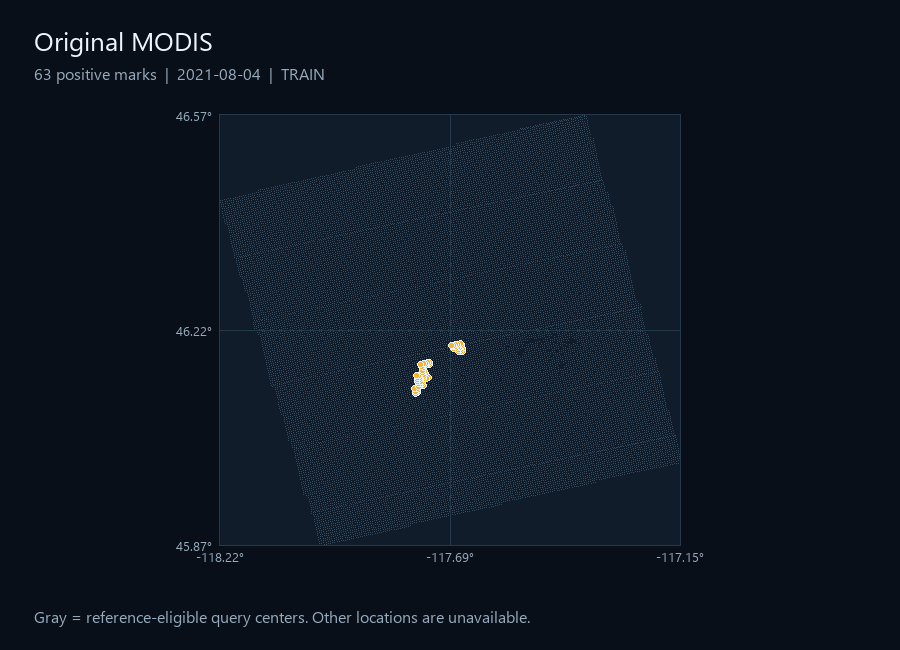 Original MODIS
63 positive marks | 2021-08-04 | TRAIN
46.57°
46.22°
45.87°
-118.22° -117.69° -117.15°
Gray = reference-eligible query centers. Other locations are unavailable.